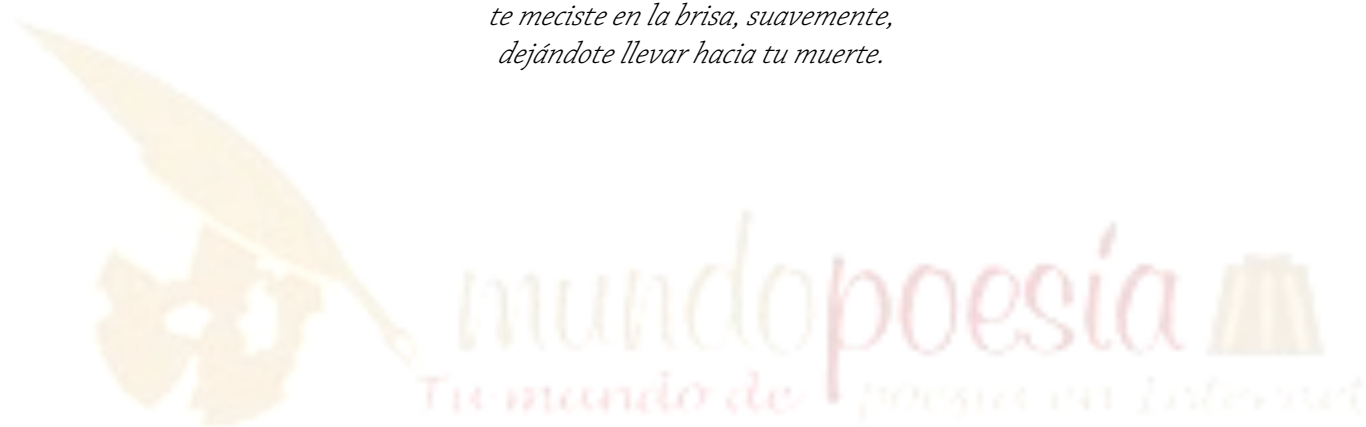 te meciste en la brisa, suavemente,
dejándote llevar hacia tu muerte.
mundopoesía
Tu mundo de poesía en Internet